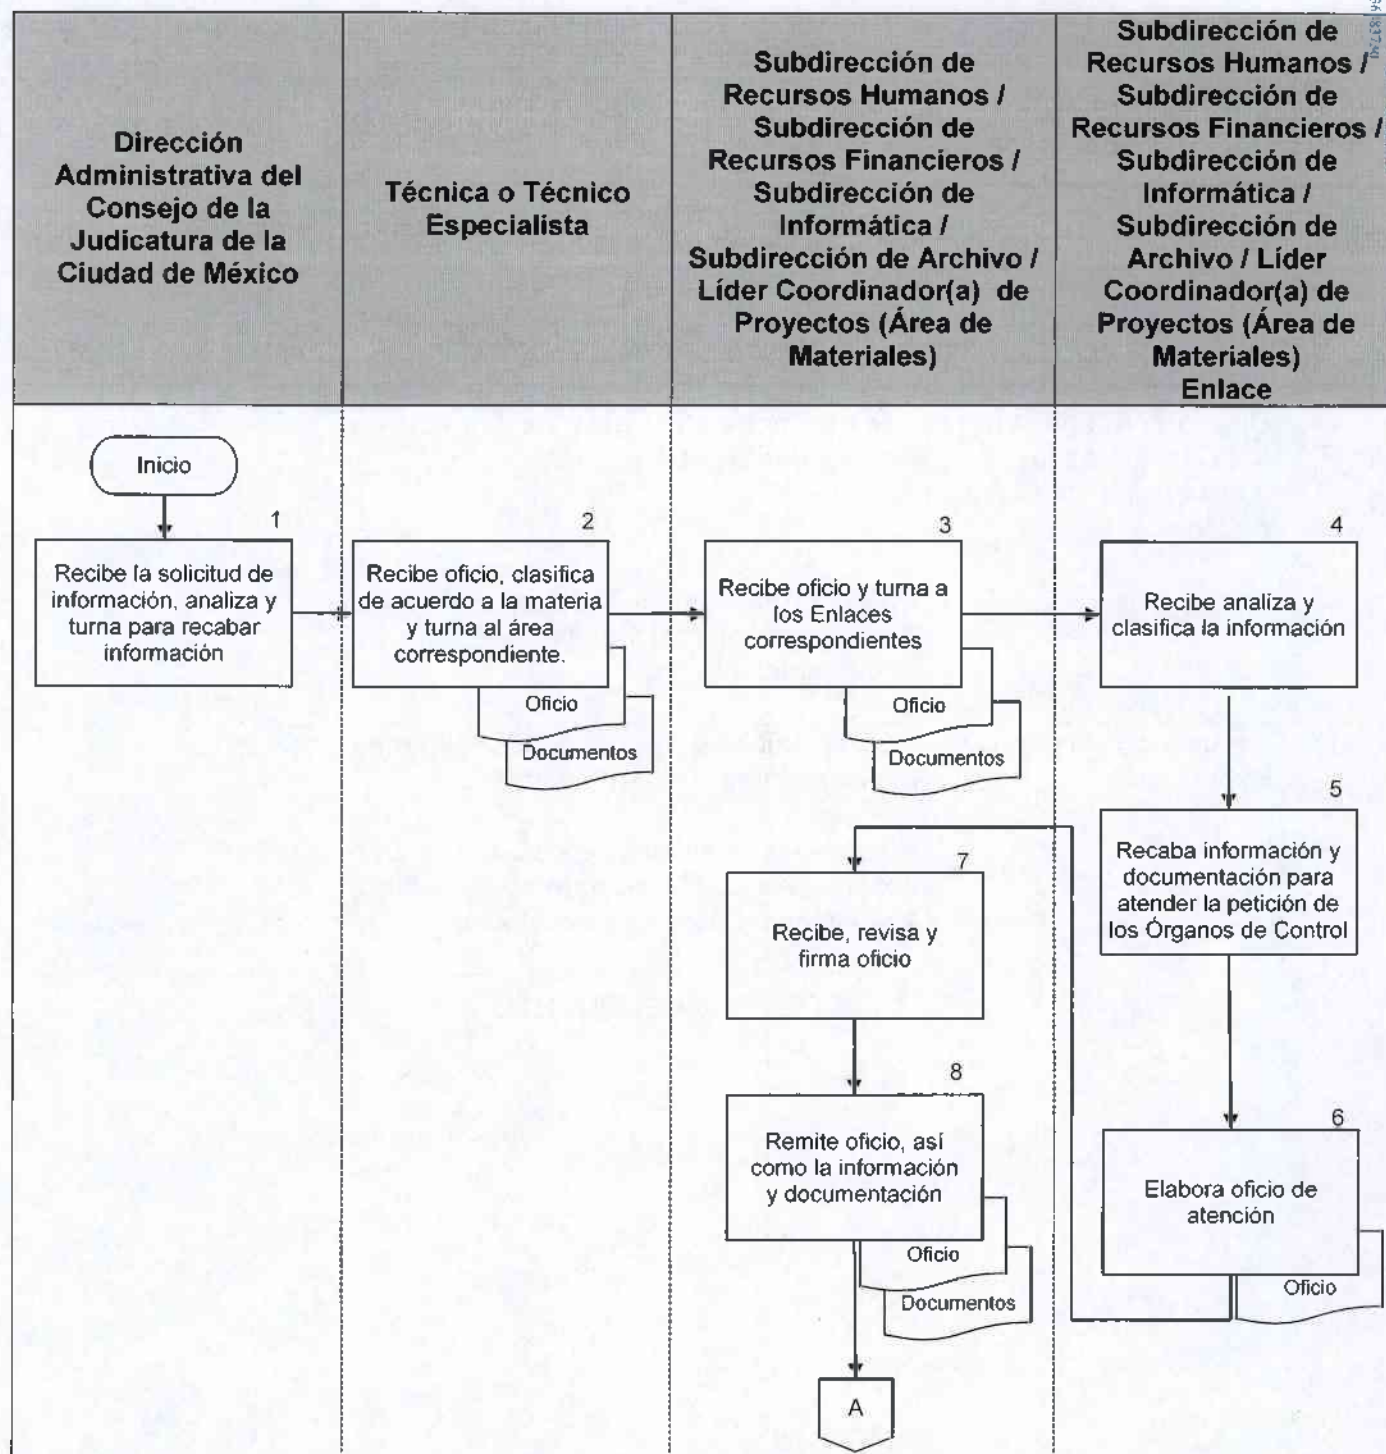 Dirección
Administrativa del
Consejo de la
Judicatura de la
Ciudad de México
Técnica o Técnico
Especialista
Subdirección de
Recursos Humanos /
Subdirección de
Recursos Financieros /
Subdirección de
Informática /
Subdirección de Archivo /
Líder Coordinador(a) de
Proyectos (Área de
Materiales)
Subdirección de
Recursos Humanos /
Subdirección de
Recursos Financieros /
Subdirección de
Informática /
Subdirección de
Archivo / Líder
Coordinador(a) de
Proyectos (Área de
Materiales)
Enlace
Inicio
1
Recibe la solicitud de
información, analiza y
turna para recabar
información
2
Recibe oficio, clasifica
de acuerdo a la materia
y turna al área
correspondiente.
Oficio
Documentos
3
Recibe oficio y turna a
los Enlaces
correspondientes
Oficio
Documentos
4
Recibe analiza y
clasifica la información
5
Recaba información y
documentación para
atender la petición de
los Órganos de Control
6
Elabora oficio de
atención
Oficio
7
Recibe, revisa y
firma oficio
8
Remite oficio, así
como la información
y documentación
Oficio
Documentos
A